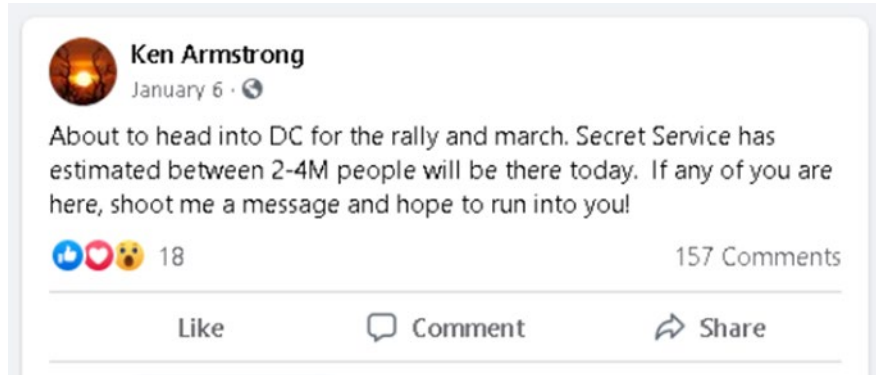 Ken Armstrong
January 6 ·
About to head into DC for the rally and march. Secret Service has
estimated between 2-4M people will be there today.  If any of you are
here, shoot me a message and hope to run into you!
18
157 Comments
Like
Comment
Share